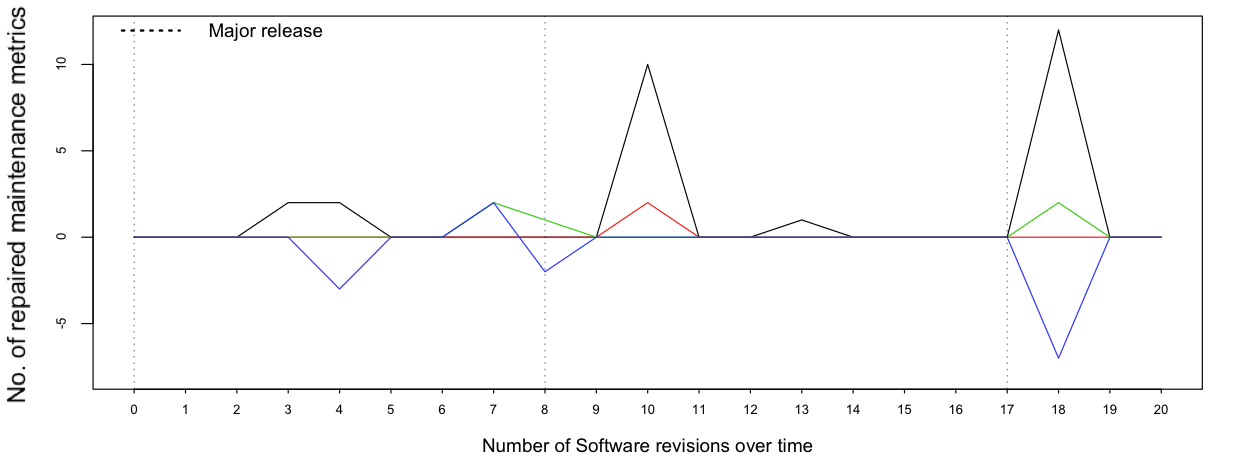 No. of repaired maintenance metrics
Major release
10
5
0
-5
0 1 2 3 4 5 6 7 8 9 10 11 12 13 14 15 16 17 18 19 20
Number of Software revisions over time